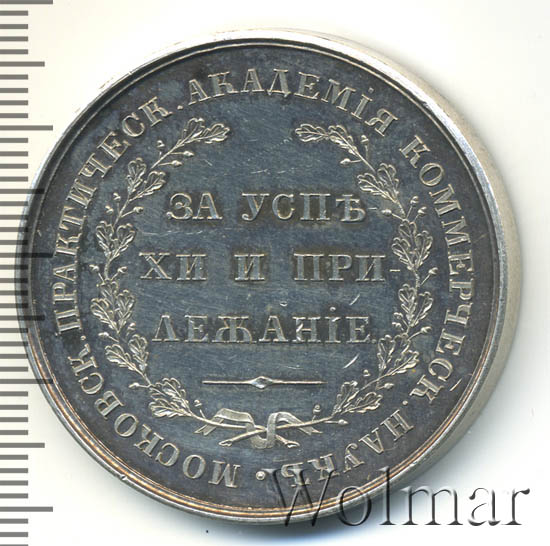 МОСКОВСК. ПРАКТИЧЕСК. АКАДЕМІЯ КОММЕРЧЕСК. НАУКЪ.
ЗА УСПѢ-
ХИ И ПРИ-
ЛЕЖАНІЕ.
Wolmar